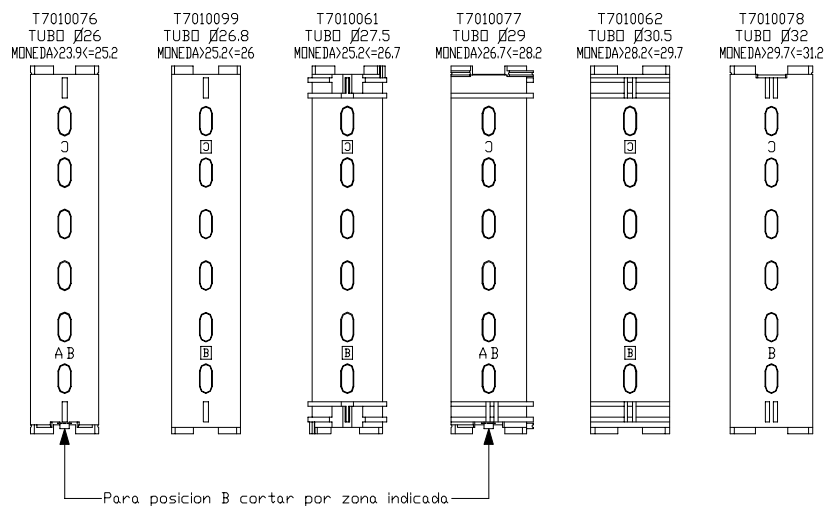 T7010076
TUBO Ø26
MONEDA>23.9<=25.2
T7010099
TUBO Ø26.8
MONEDA>25.2<=26
T7010061
TUBO Ø27.5
MONEDA>25.2<=26.7
T7010077
TUBO Ø29
MONEDA>26.7<=28.2
T7010062
TUBO Ø30.5
MONEDA>28.2<=29.7
T7010078
TUBO Ø32
MONEDA>29.7<=31.2
C
C
C
C
C
C
A B
B
B
A B
B
B
Para posicion B cortar por zona indicada